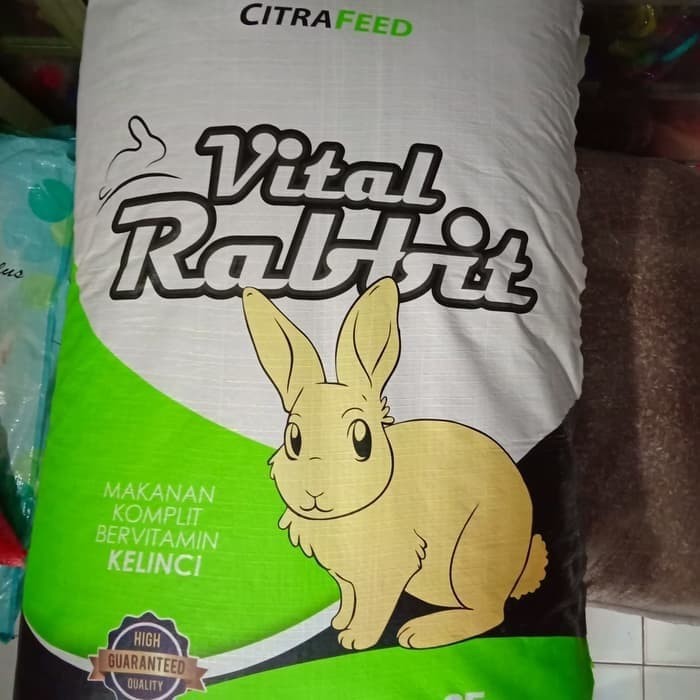 CITRAFEED
Vital
Rabbit
MAKANAN
KOMPLIT
BERVITAMIN
KELINCI
HIGH
GUARANTEED
QUALITY